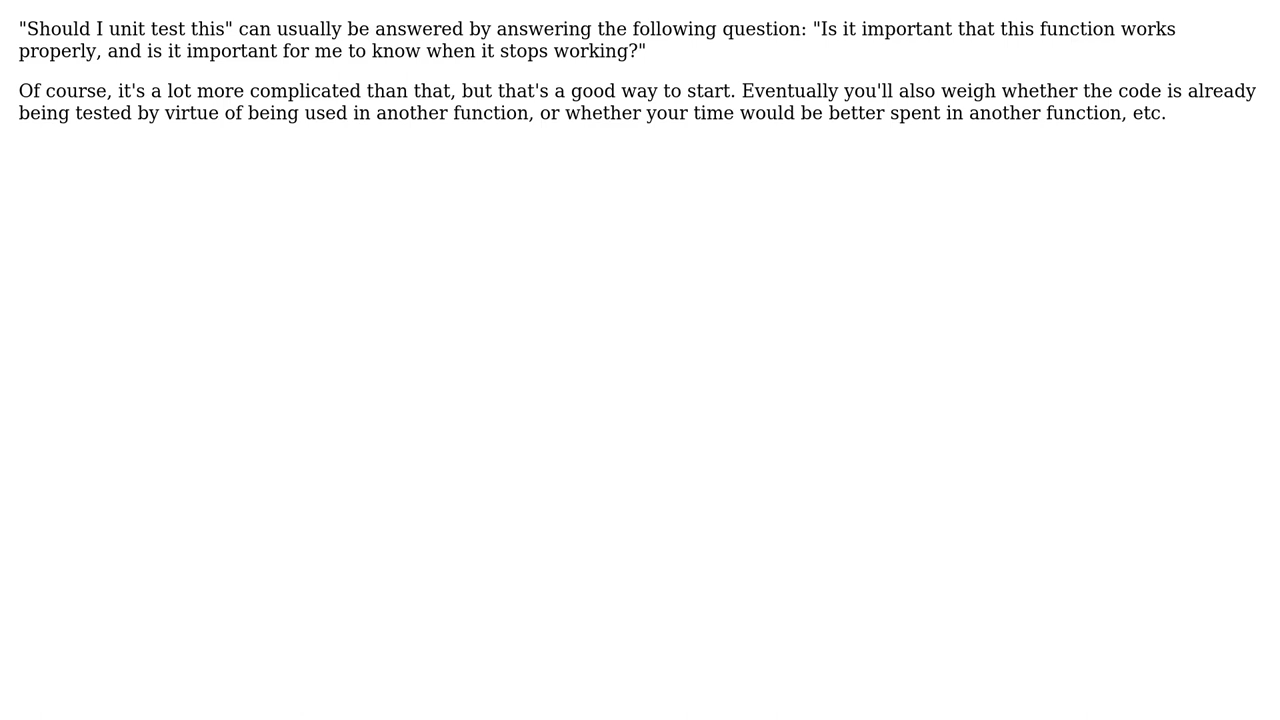 "Should I unit test this" can usually be answered by answering the following question: "Is it important that this function works
properly, and is it important for me to know when it stops working?"
Of course, it's a lot more complicated than that, but that's a good way to start. Eventually you'll also weigh whether the code is already
being tested by virtue of being used in another function, or whether your time would be better spent in another function, etc.